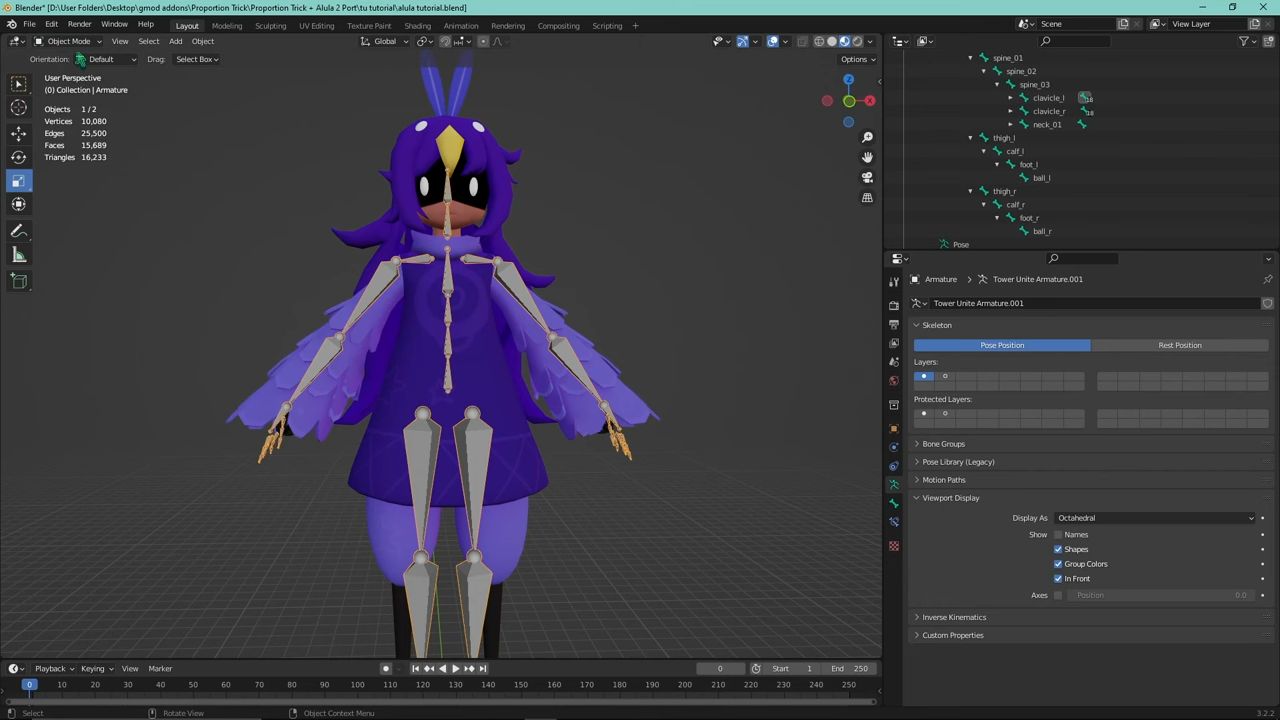 Blender* [D:\User Folders\Desktop\gmod addons\Proportion Trick\Proportion Trick + Alula 2 Port\tu tutorial\alula tutorial.blend]
File Edit Render Window Help Layout Modeling Sculpting UV Editing Texture Paint Shading Animation Rendering Compositing Scripting + Scene View Layer
Object Mode View Select Add Object Global
Orientation: Default Drag: Select Box Options
User Perspective
(0) Collection | Armature
Objects 1 / 2
Vertices 10,080
Edges 25,500
Faces 15,689
Triangles 16,233
Z
X
spine_01
spine_02
spine_03
clavicle_l 18
clavicle_r 18
neck_01
thigh_l
calf_l
foot_l
ball_l
thigh_r
calf_r
foot_r
ball_r
Pose
Armature > Tower Unite Armature.001
Tower Unite Armature.001
Skeleton
Pose Position Rest Position
Layers:
Protected Layers:
Bone Groups
Pose Library (Legacy)
Motion Paths
Viewport Display
Display As Octahedral
Show Names
Shapes
Group Colors
In Front
Axes Position 0.0
Inverse Kinematics
Custom Properties
Playback Keying View Marker 0 Start 1 End 250
0 10 20 30 40 50 60 70 80 90 100 110 120 130 140 150 160 170 180 190 200 210 220 230 240 250
Select Rotate View Object Context Menu 3.2.2